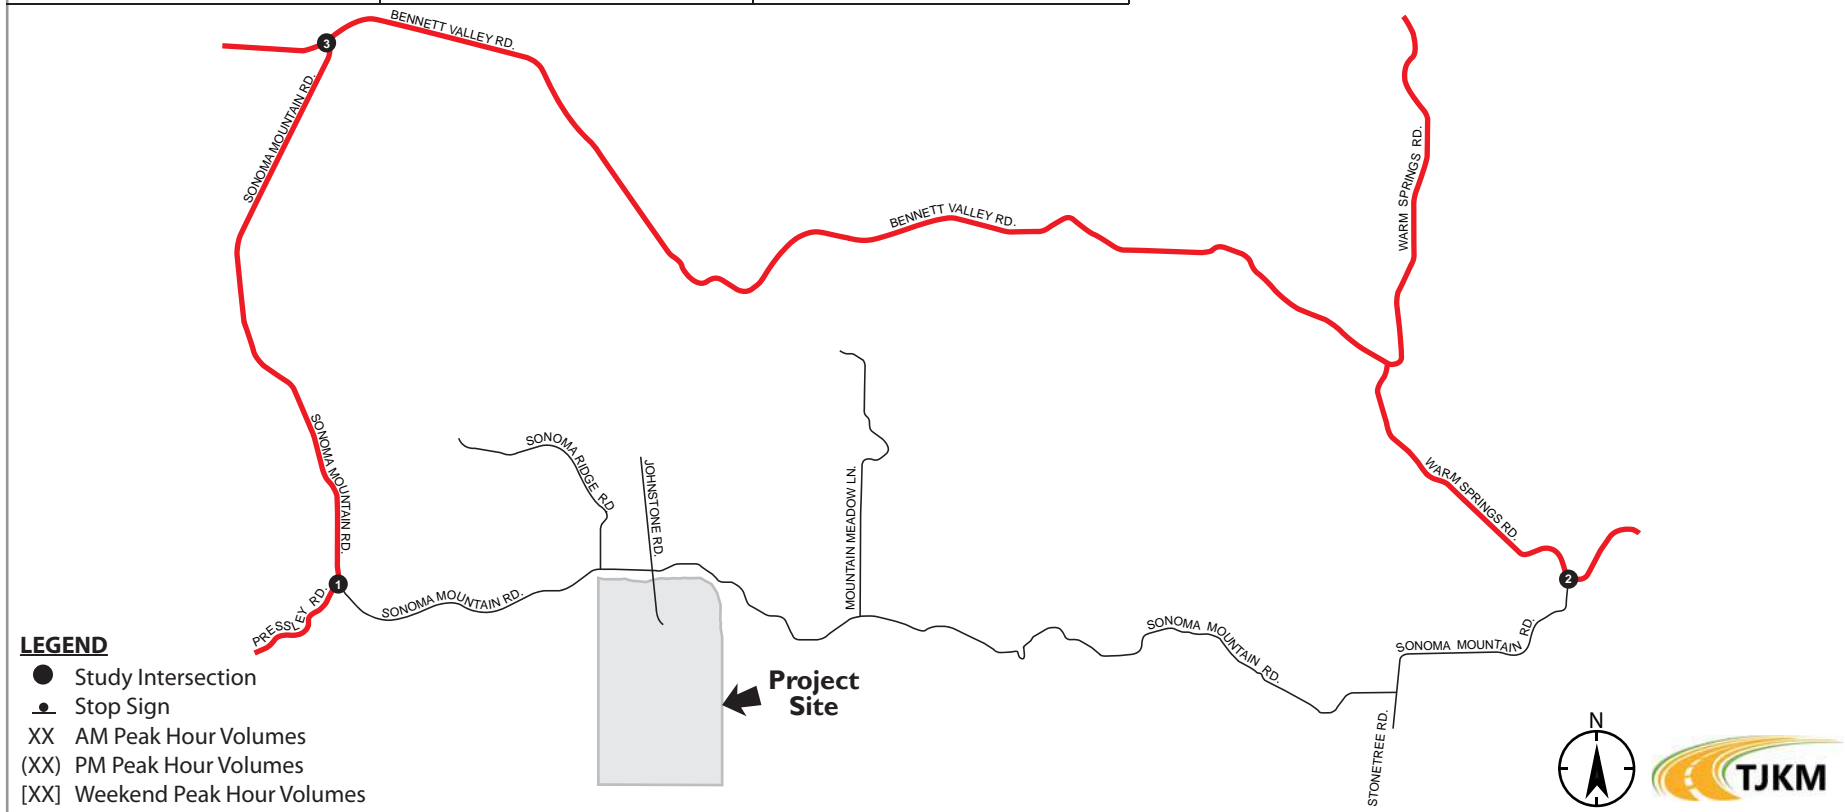 BENNETT VALLEY RD.
3
SONOMA MOUNTAIN RD.
WARM SPRINGS RD.
BENNETT VALLEY RD.
SONOMA MOUNTAIN RD.
SONOMA RIDGE RD
JOHNSTONE RD.
MOUNTAIN MEADOW LN.
WARM SPRINGS RD.
1
2
PRESSLEY RD.
SONOMA MOUNTAIN RD.
SONOMA MOUNTAIN RD.
SONOMA MOUNTAIN RD.
STONETREE RD.
Project
Site
LEGEND
Study Intersection
Stop Sign
XX AM Peak Hour Volumes
(XX) PM Peak Hour Volumes
[XX] Weekend Peak Hour Volumes
N
TJKM